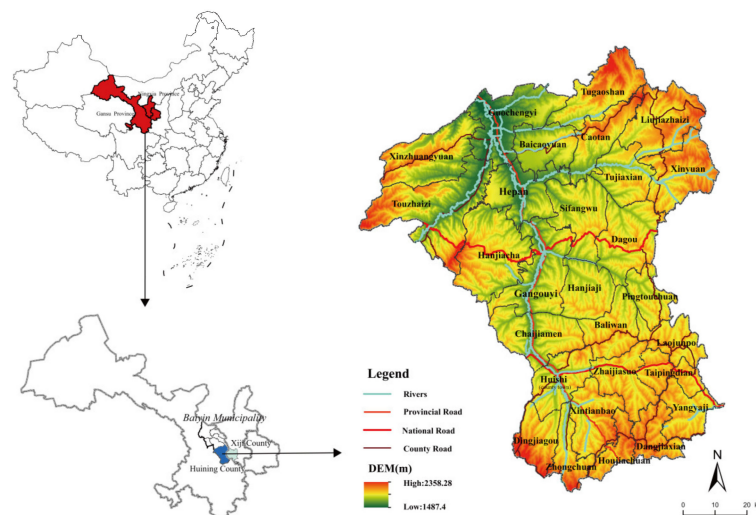 Ningxia Province
Gansu Province
Baiyin Municipality
Xiji County
Huining County
Tugaoshan
Guochengyi
Liujiazhaizi
Caotan
Baicaoyuan
Xinzhuangyuan
Tujiaxian
Xinyuan
Hepan
Touzhaizi
Sifangwu
Dagou
Hanjiacha
Hanjiaji
Gangouyi
Pingtouchuan
Baliwan
Chaijiamen
Laojunpo
Zhaijiasuo
Taipingdian
Huishi
(county town)
Yangyaji
Xintianbao
Dingjiagou
Dangjiaxian
Houjiachuan
Zhongchuan
Legend
Rivers
Provincial Road
National Road
County Road
DEM(m)
High:2358.28
Low:1487.4
N
0 10 20